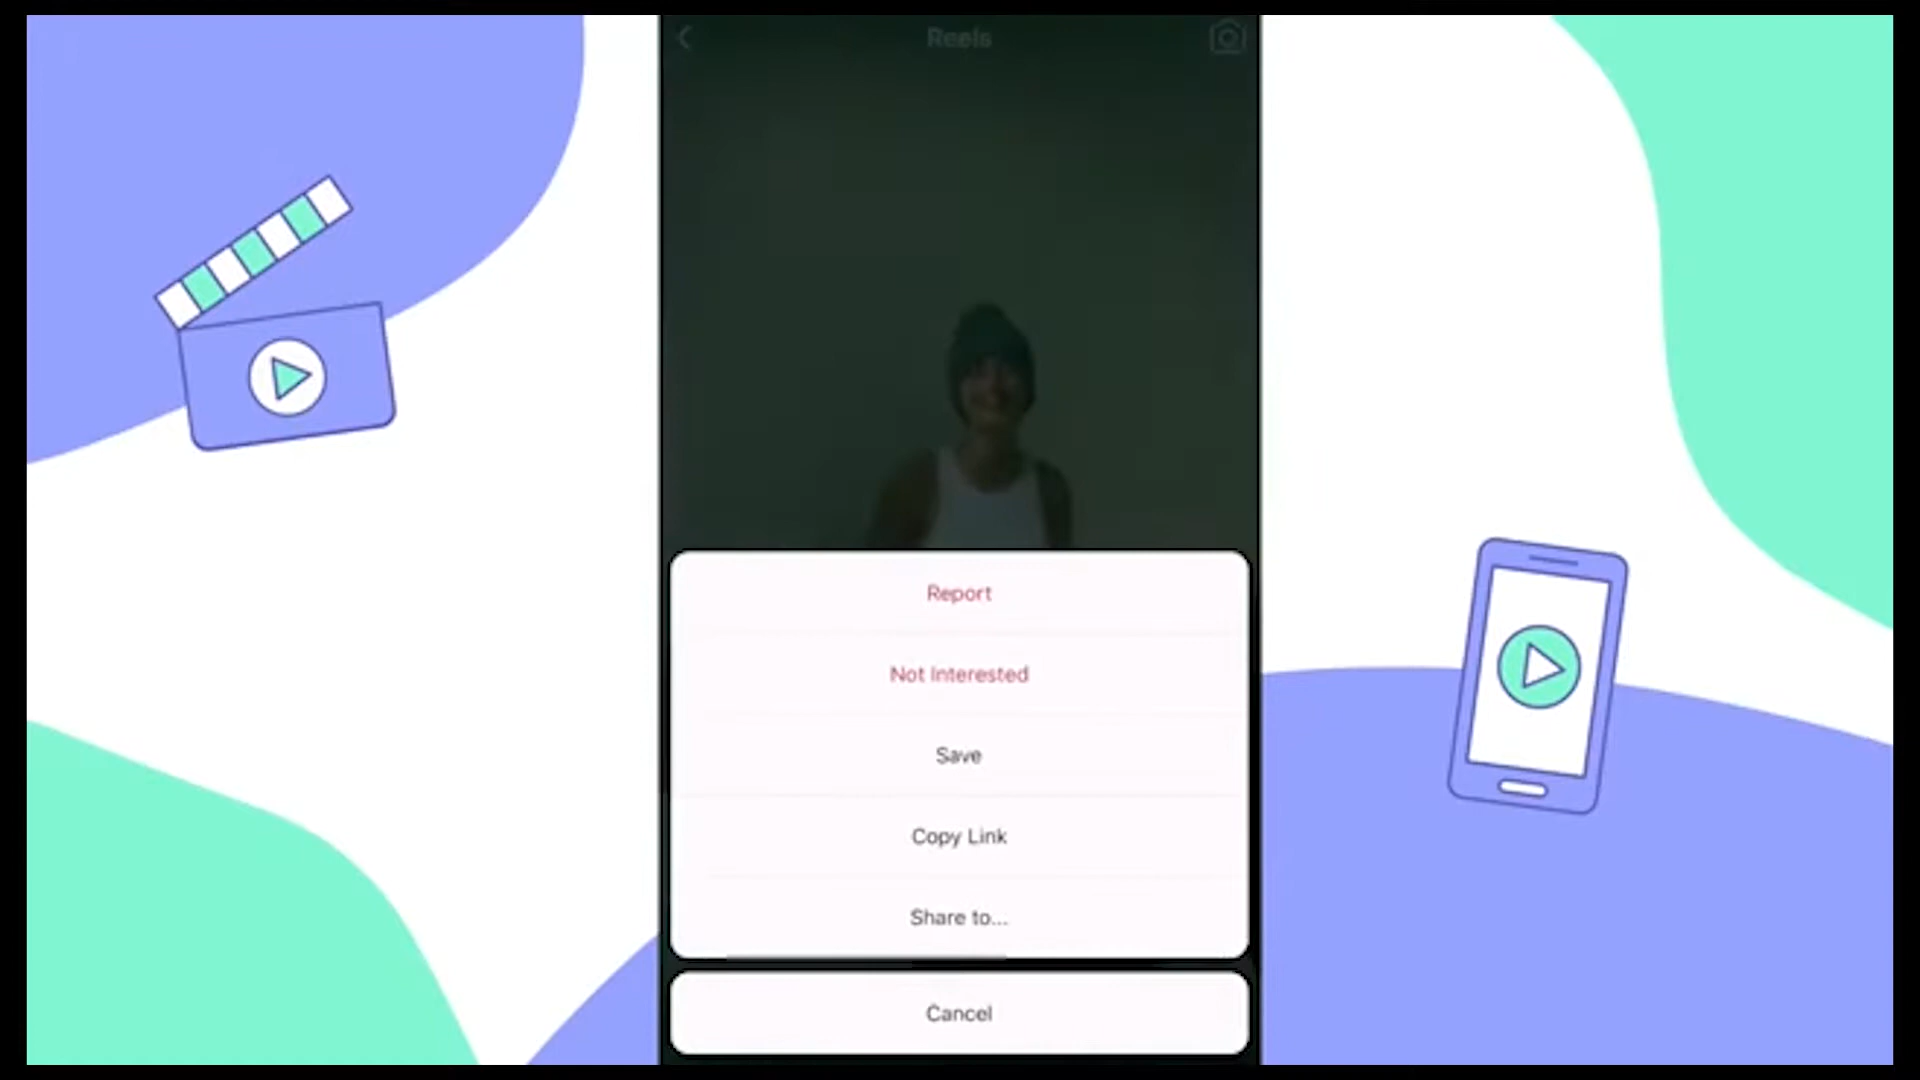 Reels
Report
Not Interested
Save
Copy Link
Share to...
Cancel